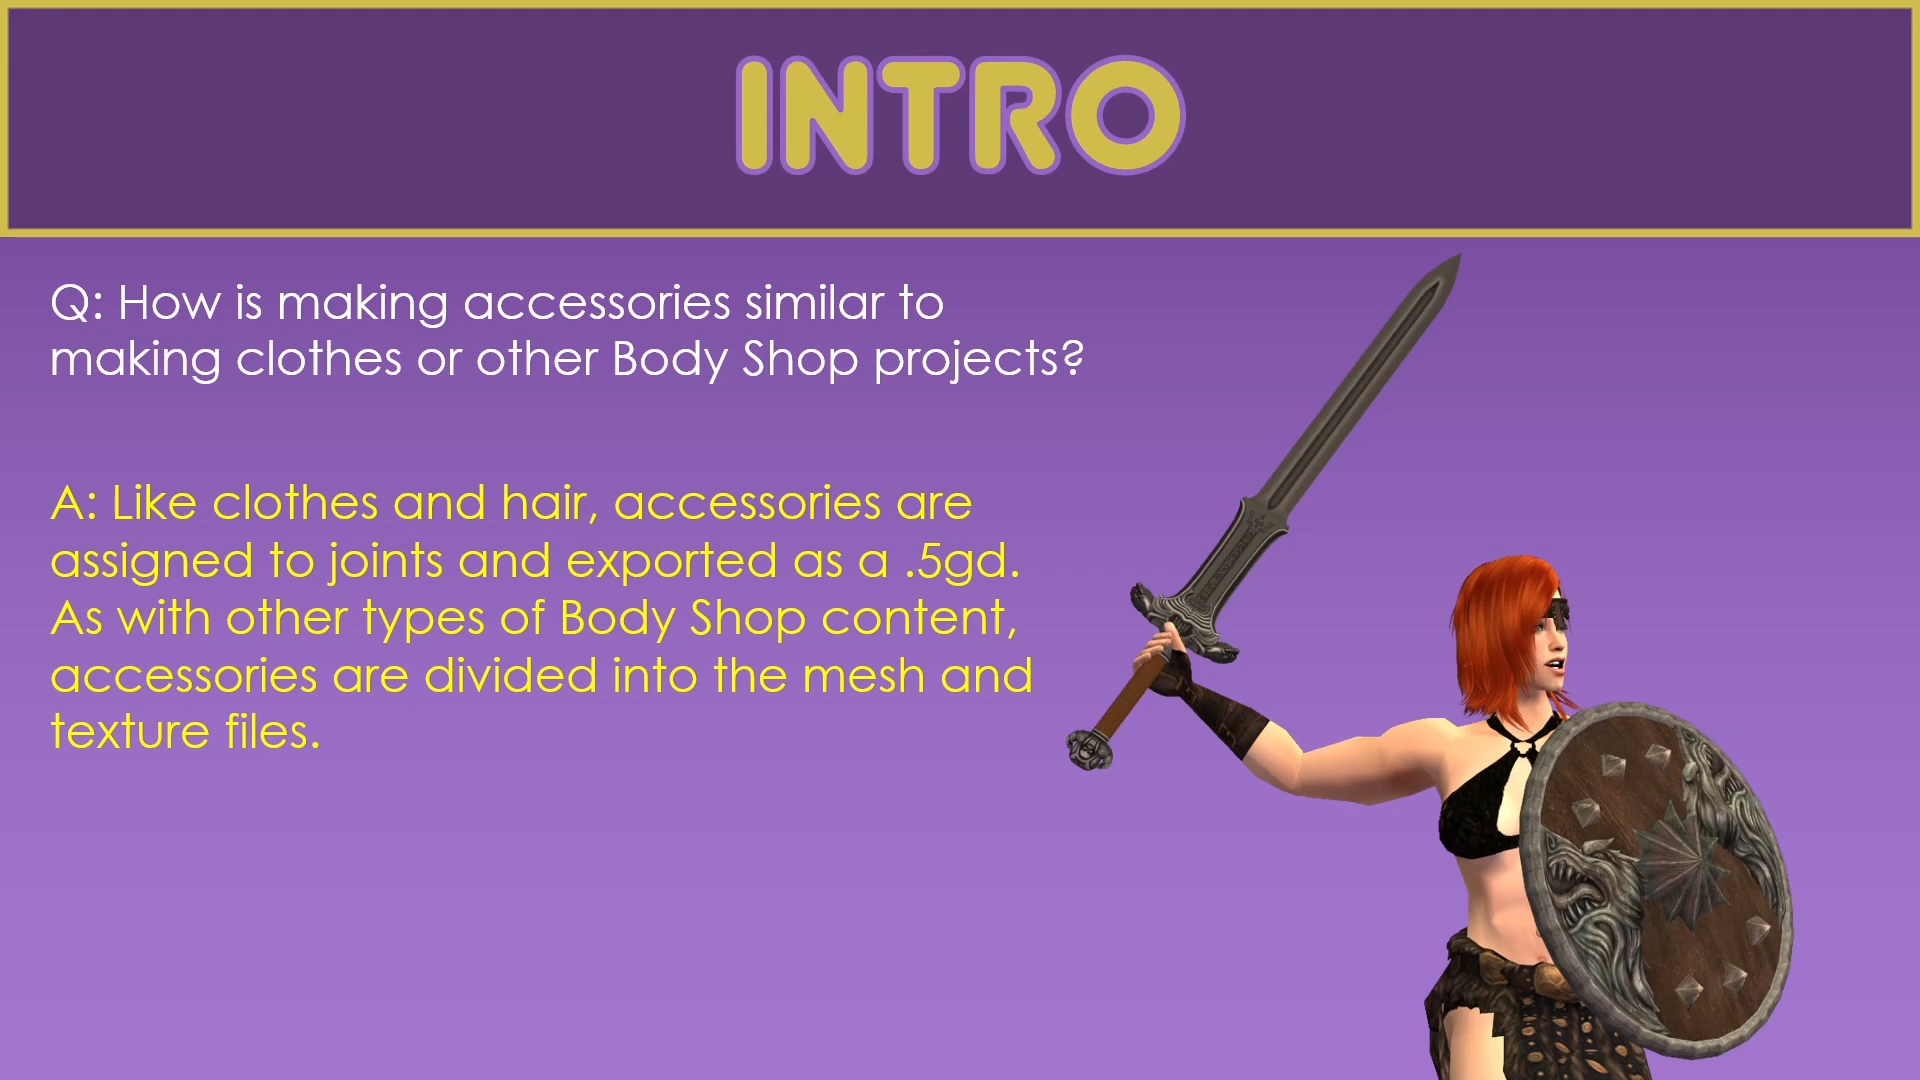 INTRO
Q: How is making accessories similar to
making clothes or other Body Shop projects?
A: Like clothes and hair, accessories are
assigned to joints and exported as a .5gd.
As with other types of Body Shop content,
accessories are divided into the mesh and
texture files.